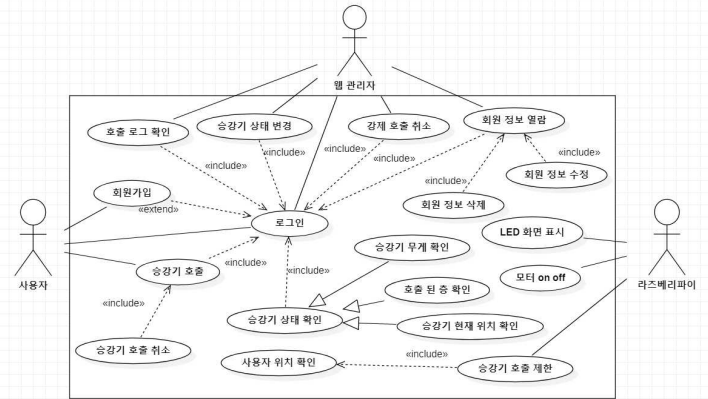 웹 관리자
호출 로그 확인
승강기 상태 변경
강제 호출 취소
회원 정보 열람
«include»
«include»
«include»
«include»
«include»
회원 정보 수정
«include»
회원가입
«extend»
회원 정보 삭제
로그인
LED 화면 표시
승강기 무게 확인
사용자
승강기 호출
«include»
«include»
모터 on off
라즈베리파이
호출 된 층 확인
«include»
승강기 상태 확인
승강기 현재 위치 확인
승강기 호출 취소
사용자 위치 확인
«include»
승강기 호출 제한